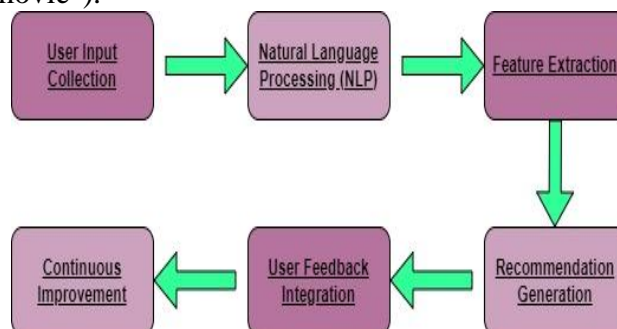 movie").
User Input
Collection
Natural Language
Processing (NLP)
Feature Extraction
Recommendation
Generation
User Feedback
Integration
Continuous
Improvement